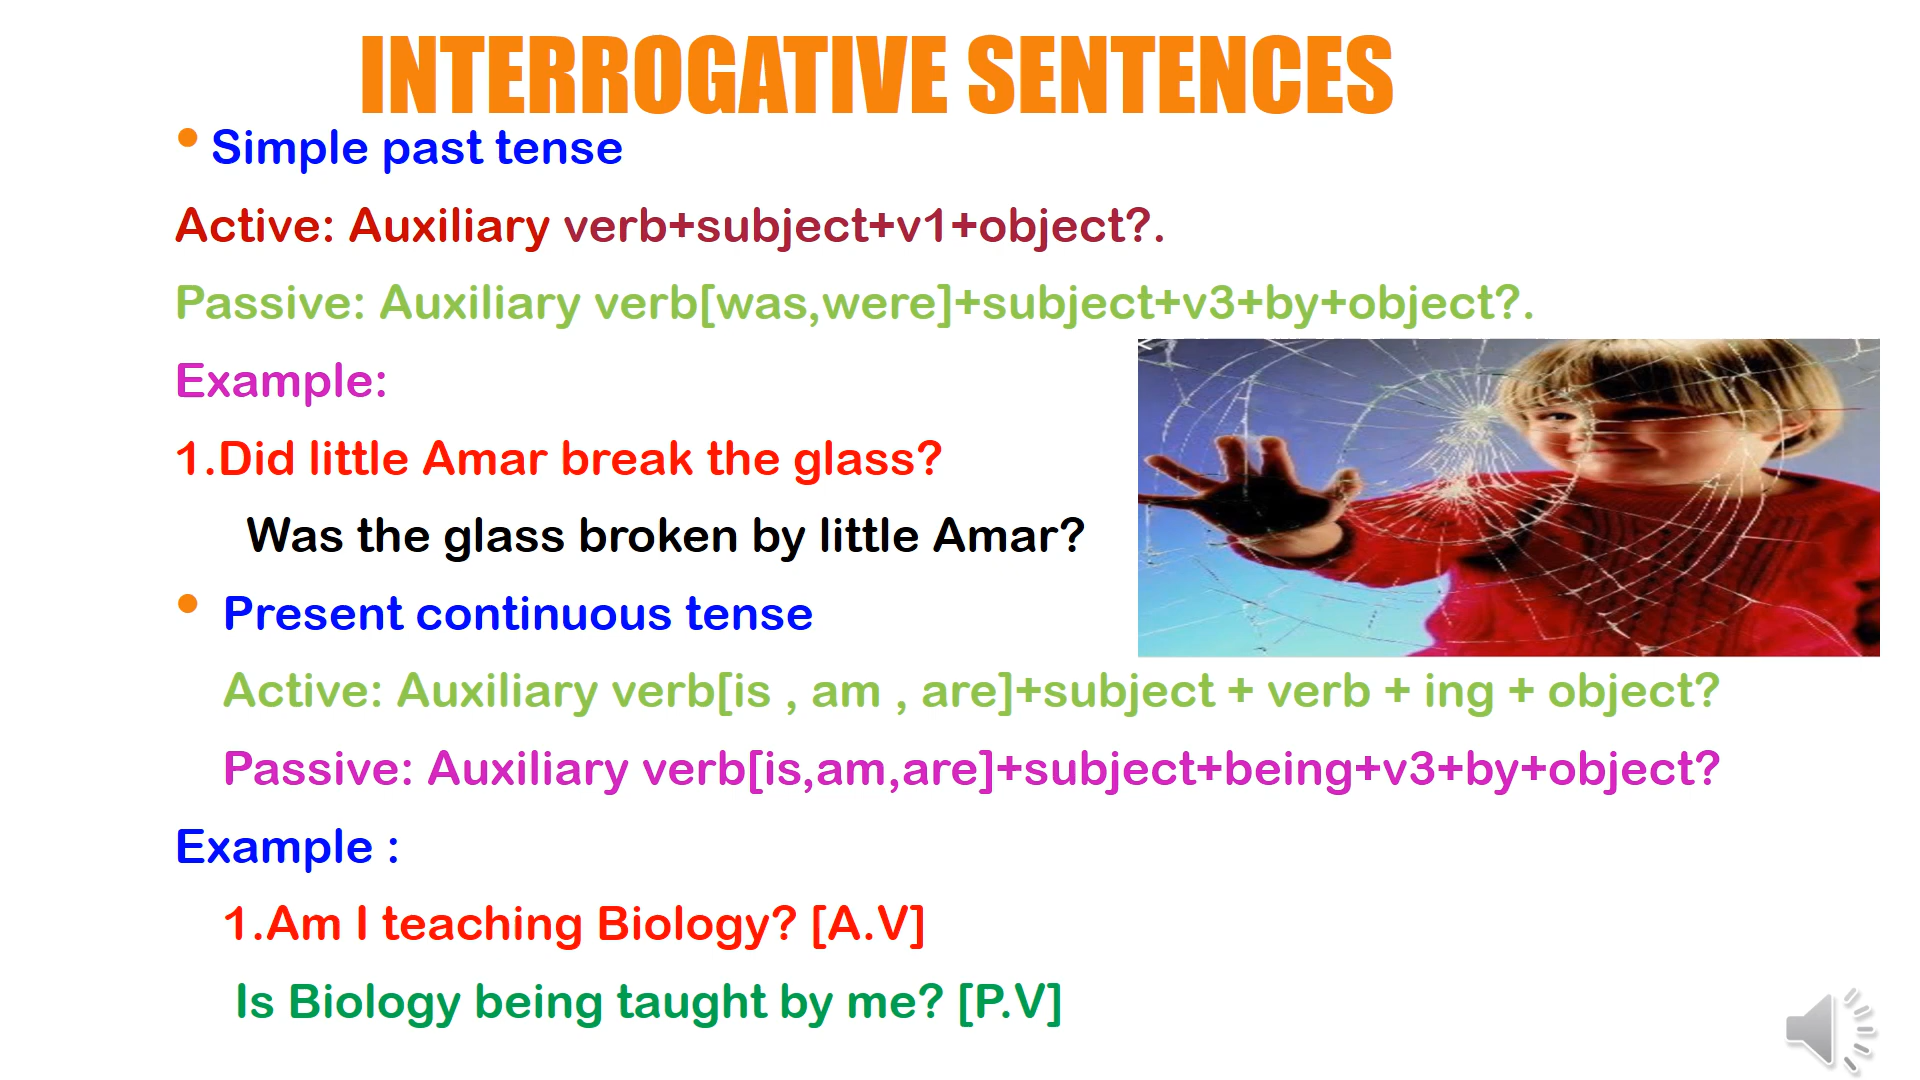 INTERROGATIVE SENTENCES
• Simple past tense
Active: Auxiliary verb+subject+v1+object?.
Passive: Auxiliary verb[was,were]+subject+v3+by+object?.
Example:
1.Did little Amar break the glass?
Was the glass broken by little Amar?
• Present continuous tense
Active: Auxiliary verb[is , am , are]+subject + verb + ing + object?
Passive: Auxiliary verb[is,am,are]+subject+being+v3+by+object?
Example :
1.Am I teaching Biology? [A.V]
Is Biology being taught by me? [P.V]